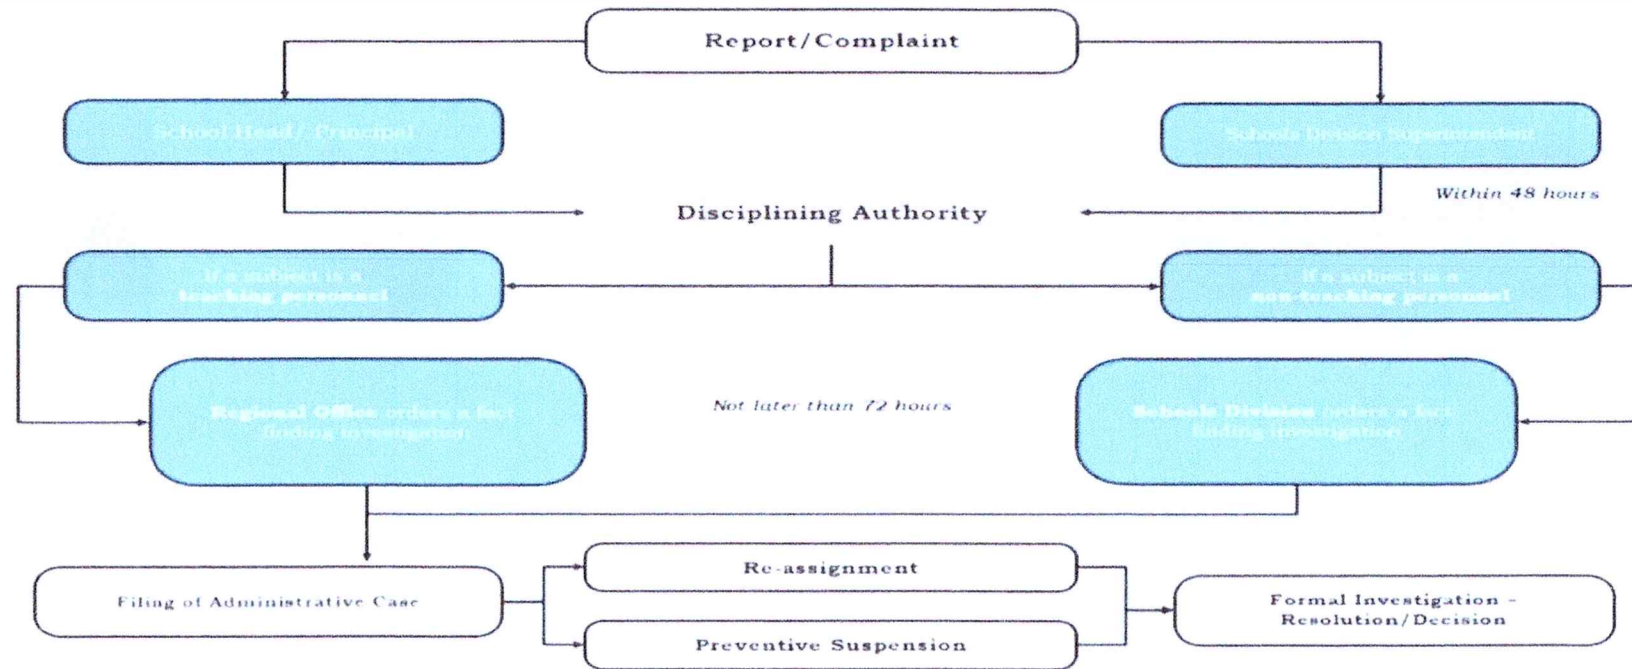 Report/Complaint
School Head/ Principal
Schools Division Superintendent
Within 48 hours
Disciplining Authority
If a subject is a
teaching personnel
If a subject is a
non-teaching personnel
Regional Office orders a fact
finding investigation
Not later than 72 hours
Schools Division orders a fact
finding investigation
Re-assignment
Filing of Administrative Case
Formal Investigation –
Resolution/Decision
Preventive Suspension